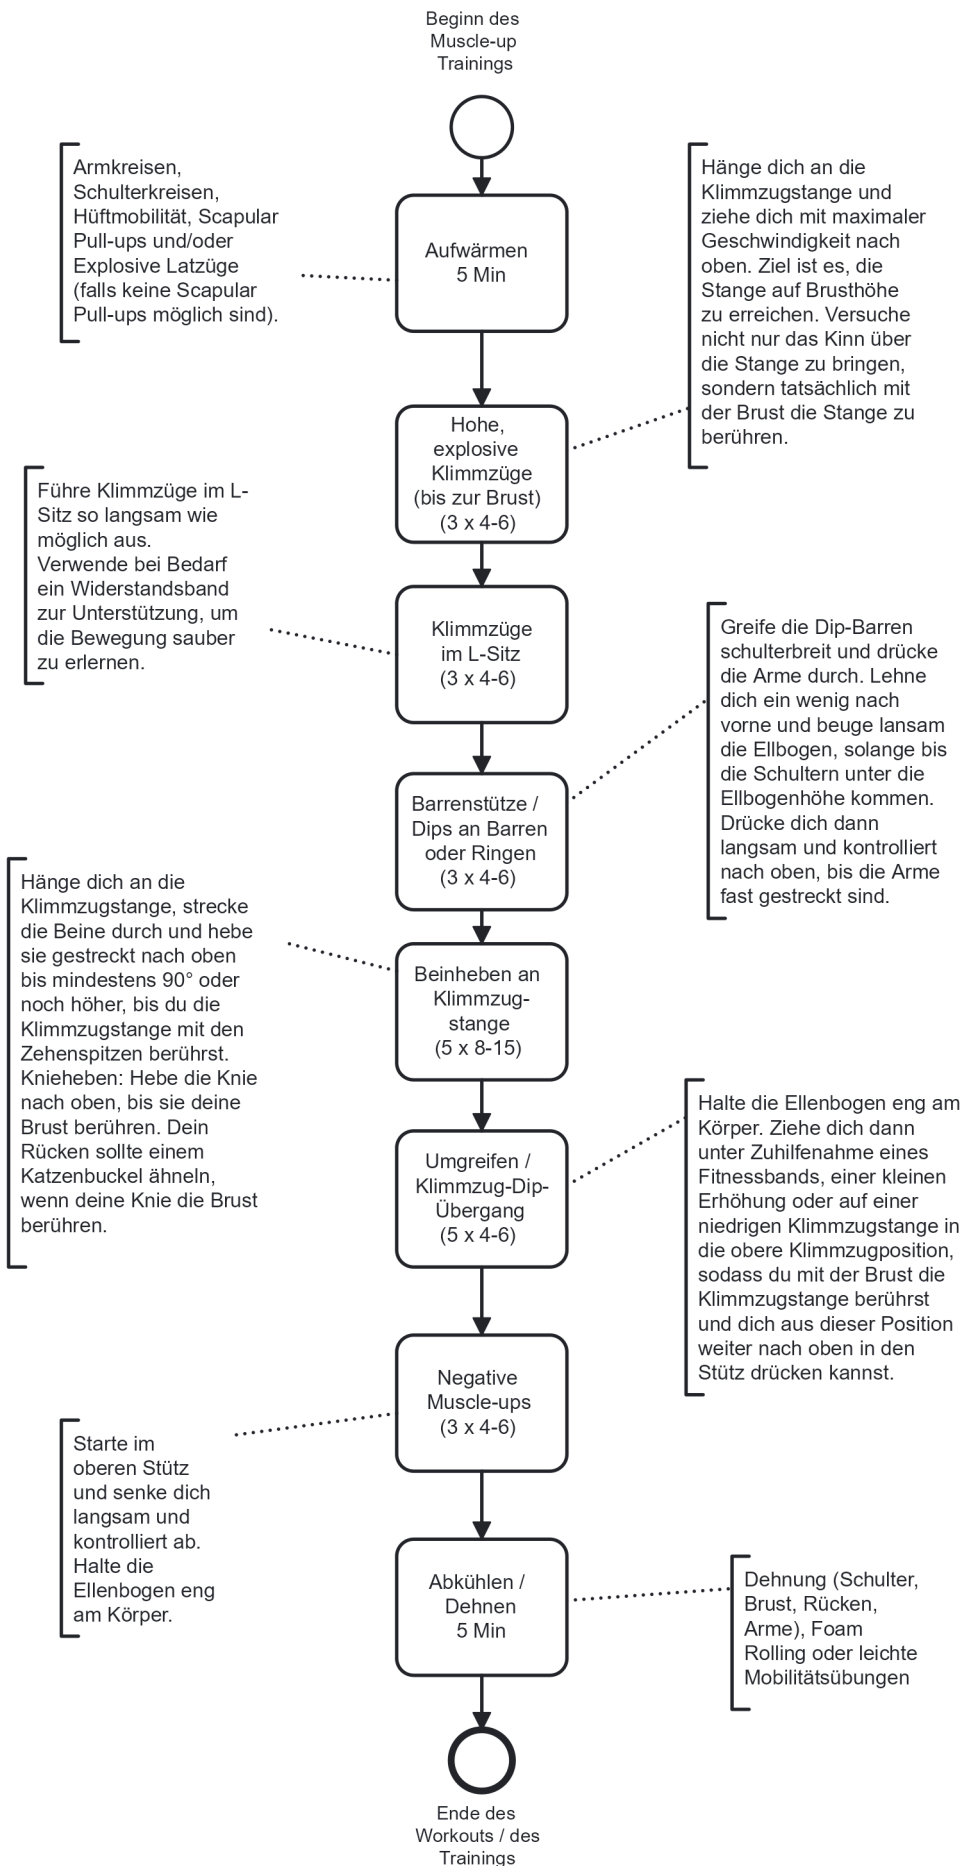 Beginn des
Muscle-up
Trainings
Armkreisen,
Schulterkreisen,
Hüftmobilität, Scapular
Pull-ups und/oder
Explosive Latzüge
(falls keine Scapular
Pull-ups möglich sind).
Aufwärmen
5 Min
Hänge dich an die
Klimmzugstange und
ziehe dich mit maximaler
Geschwindigkeit nach
oben. Ziel ist es, die
Stange auf Brusthöhe
zu erreichen. Versuche
nicht nur das Kinn über
die Stange zu bringen,
sondern tatsächlich mit
der Brust die Stange zu
berühren.
Hohe,
explosive
Klimmzüge
(bis zur Brust)
(3 x 4-6)
Führe Klimmzüge im L-
Sitz so langsam wie
möglich aus.
Verwende bei Bedarf
ein Widerstandsband
zur Unterstützung, um
die Bewegung sauber
zu erlernen.
Klimmzüge
im L-Sitz
(3 x 4-6)
Greife die Dip-Barren
schulterbreit und drücke
die Arme durch. Lehne
dich ein wenig nach
vorne und beuge lansam
die Ellbogen, solange bis
die Schultern unter die
Ellbogenhöhe kommen.
Drücke dich dann
langsam und kontrolliert
nach oben, bis die Arme
fast gestreckt sind.
Barrenstütze /
Dips an Barren
oder Ringen
(3 x 4-6)
Hänge dich an die
Klimmzugstange, strecke
die Beine durch und hebe
sie gestreckt nach oben
bis mindestens 90° oder
noch höher, bis du die
Klimmzugstange mit den
Zehenspitzen berührst.
Knieheben: Hebe die Knie
nach oben, bis sie deine
Brust berühren. Dein
Rücken sollte einem
Katzenbuckel ähneln,
wenn deine Knie die Brust
berühren.
Beinheben an
Klimmzug-
stange
(5 x 8-15)
Halte die Ellenbogen eng am
Körper. Ziehe dich dann
unter Zuhilfenahme eines
Fitnessbands, einer kleinen
Erhöhung oder auf einer
niedrigen Klimmzugstange in
die obere Klimmzugposition,
sodass du mit der Brust die
Klimmzugstange berührst
und dich aus dieser Position
weiter nach oben in den
Stütz drücken kannst.
Umgreifen /
Klimmzug-Dip-
Übergang
(5 x 4-6)
Negative
Muscle-ups
(3 x 4-6)
Starte im
oberen Stütz
und senke dich
langsam und
kontrolliert ab.
Halte die
Ellenbogen eng
am Körper.
Abkühlen /
Dehnen
5 Min
Dehnung (Schulter,
Brust, Rücken,
Arme), Foam
Rolling oder leichte
Mobilitätsübungen
Ende des
Workouts / des
Trainings